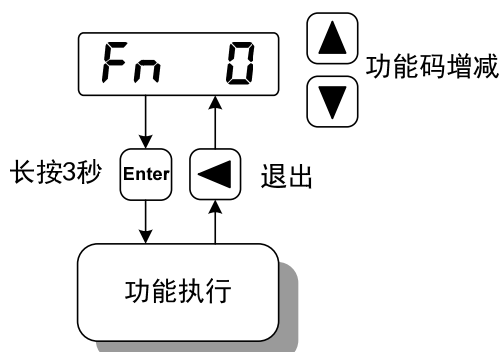 Fn 0
功能码增减
长按3秒
Enter
退出
功能执行